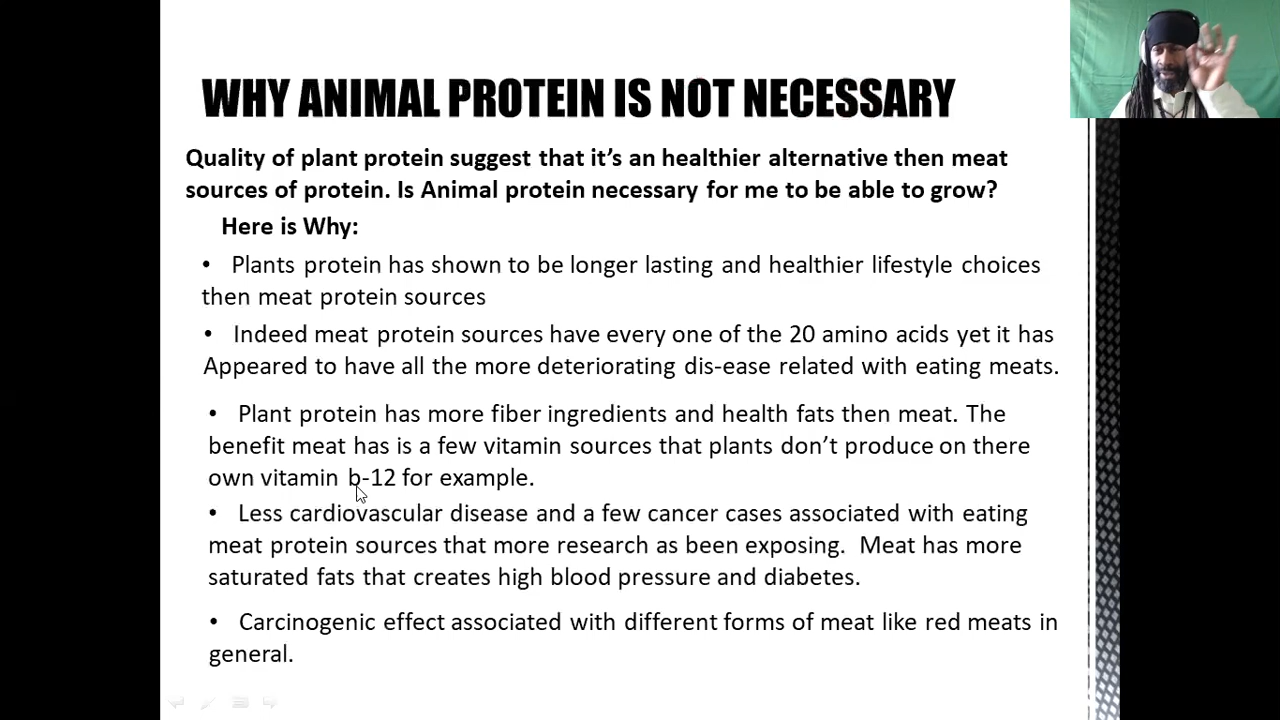 WHY ANIMAL PROTEIN IS NOT NECESSARY
Quality of plant protein suggest that it’s an healthier alternative then meat
sources of protein. Is Animal protein necessary for me to be able to grow?
Here is Why:
• Plants protein has shown to be longer lasting and healthier lifestyle choices
then meat protein sources
• Indeed meat protein sources have every one of the 20 amino acids yet it has
Appeared to have all the more deteriorating dis-ease related with eating meats.
• Plant protein has more fiber ingredients and health fats then meat. The
benefit meat has is a few vitamin sources that plants don’t produce on there
own vitamin b-12 for example.
• Less cardiovascular disease and a few cancer cases associated with eating
meat protein sources that more research as been exposing. Meat has more
saturated fats that creates high blood pressure and diabetes.
• Carcinogenic effect associated with different forms of meat like red meats in
general.